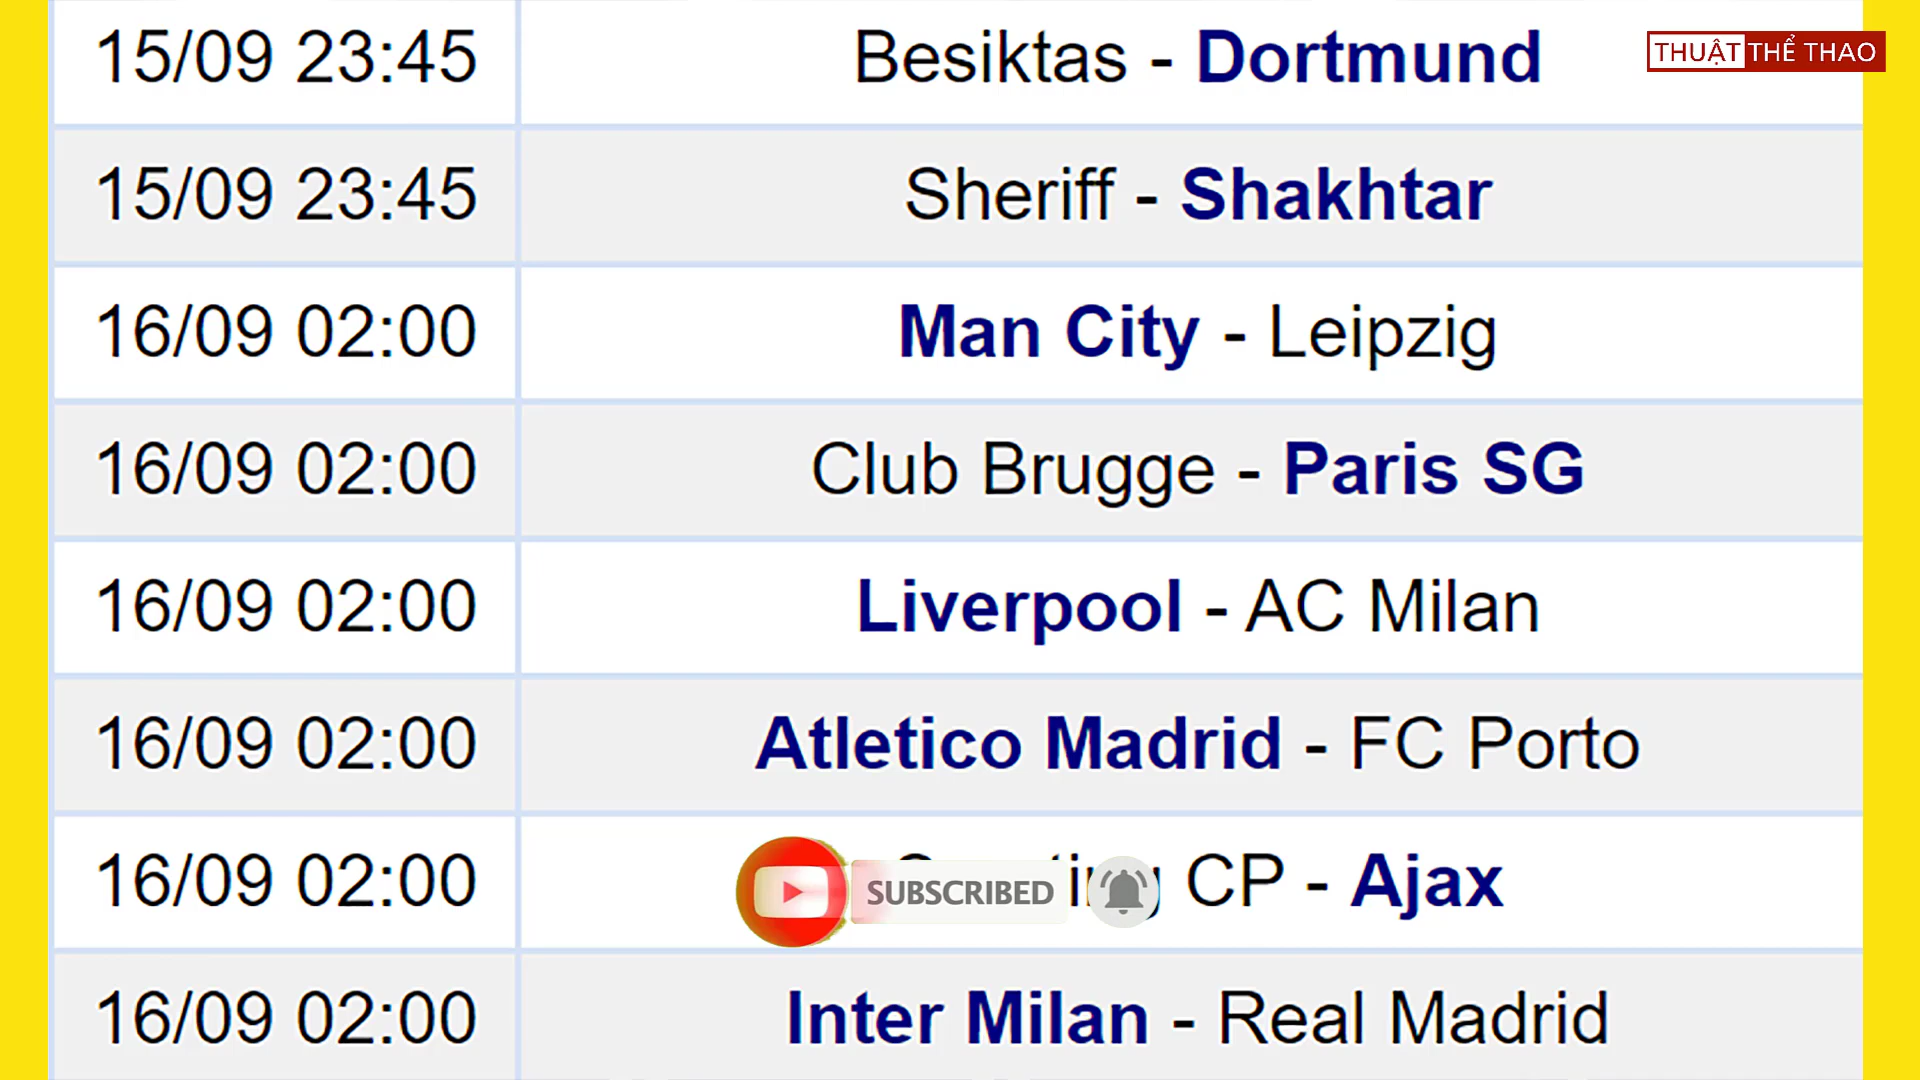 15/09 23:45 Besiktas - Dortmund
THUẬT THỂ THAO
15/09 23:45 Sheriff - Shakhtar
16/09 02:00 Man City - Leipzig
16/09 02:00 Club Brugge - Paris SG
16/09 02:00 Liverpool - AC Milan
16/09 02:00 Atletico Madrid - FC Porto
16/09 02:00 CP - Ajax
SUBSCRIBED
16/09 02:00 Inter Milan - Real Madrid